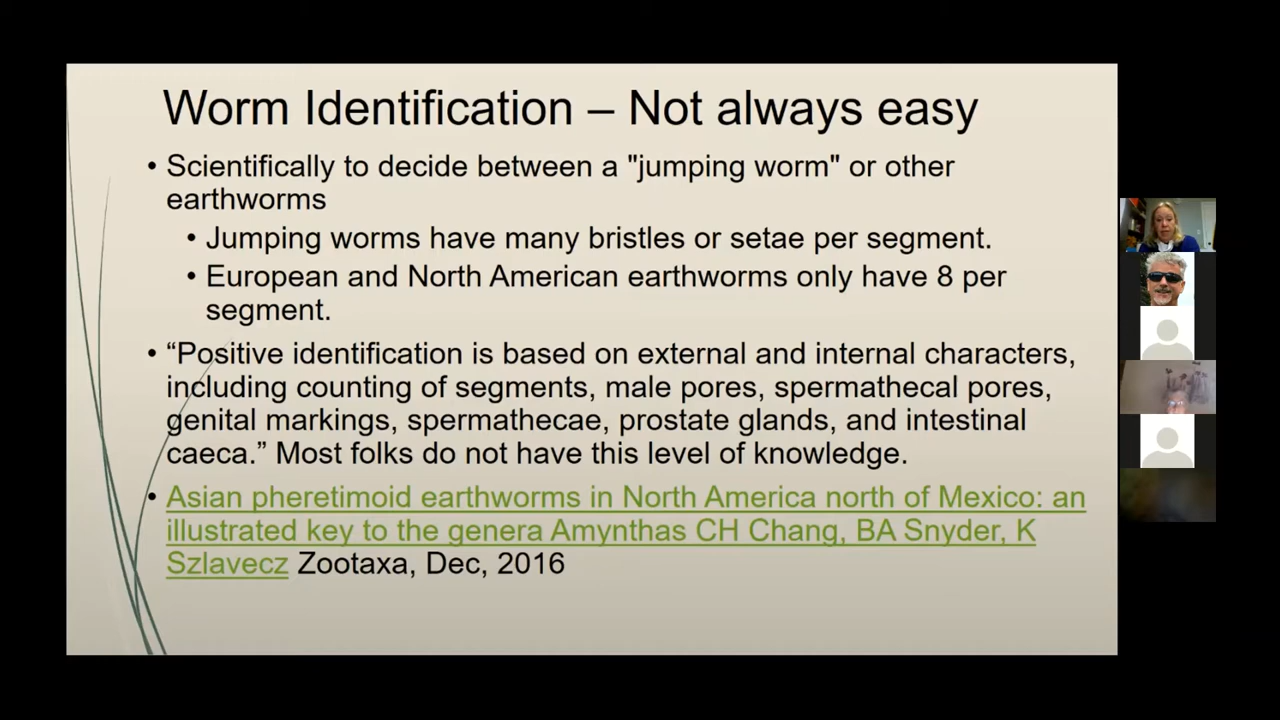 Worm Identification – Not always easy
• Scientifically to decide between a "jumping worm" or other
earthworms
• Jumping worms have many bristles or setae per segment.
• European and North American earthworms only have 8 per
segment.
• “Positive identification is based on external and internal characters,
including counting of segments, male pores, spermathecal pores,
genital markings, spermathecae, prostate glands, and intestinal
caeca.” Most folks do not have this level of knowledge.
• Asian pheretimoid earthworms in North America north of Mexico: an
illustrated key to the genera Amynthas CH Chang, BA Snyder, K
Szlavecz Zootaxa, Dec, 2016